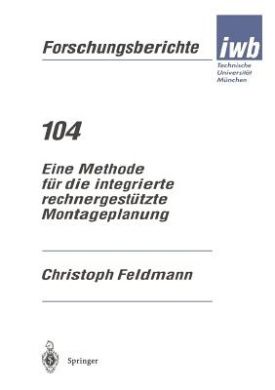 Forschungsberichte
iwb
Technische
Universität
München
104
Eine Methode
für die integrierte
rechnergestützte
Montageplanung
Christoph Feldmann
Springer